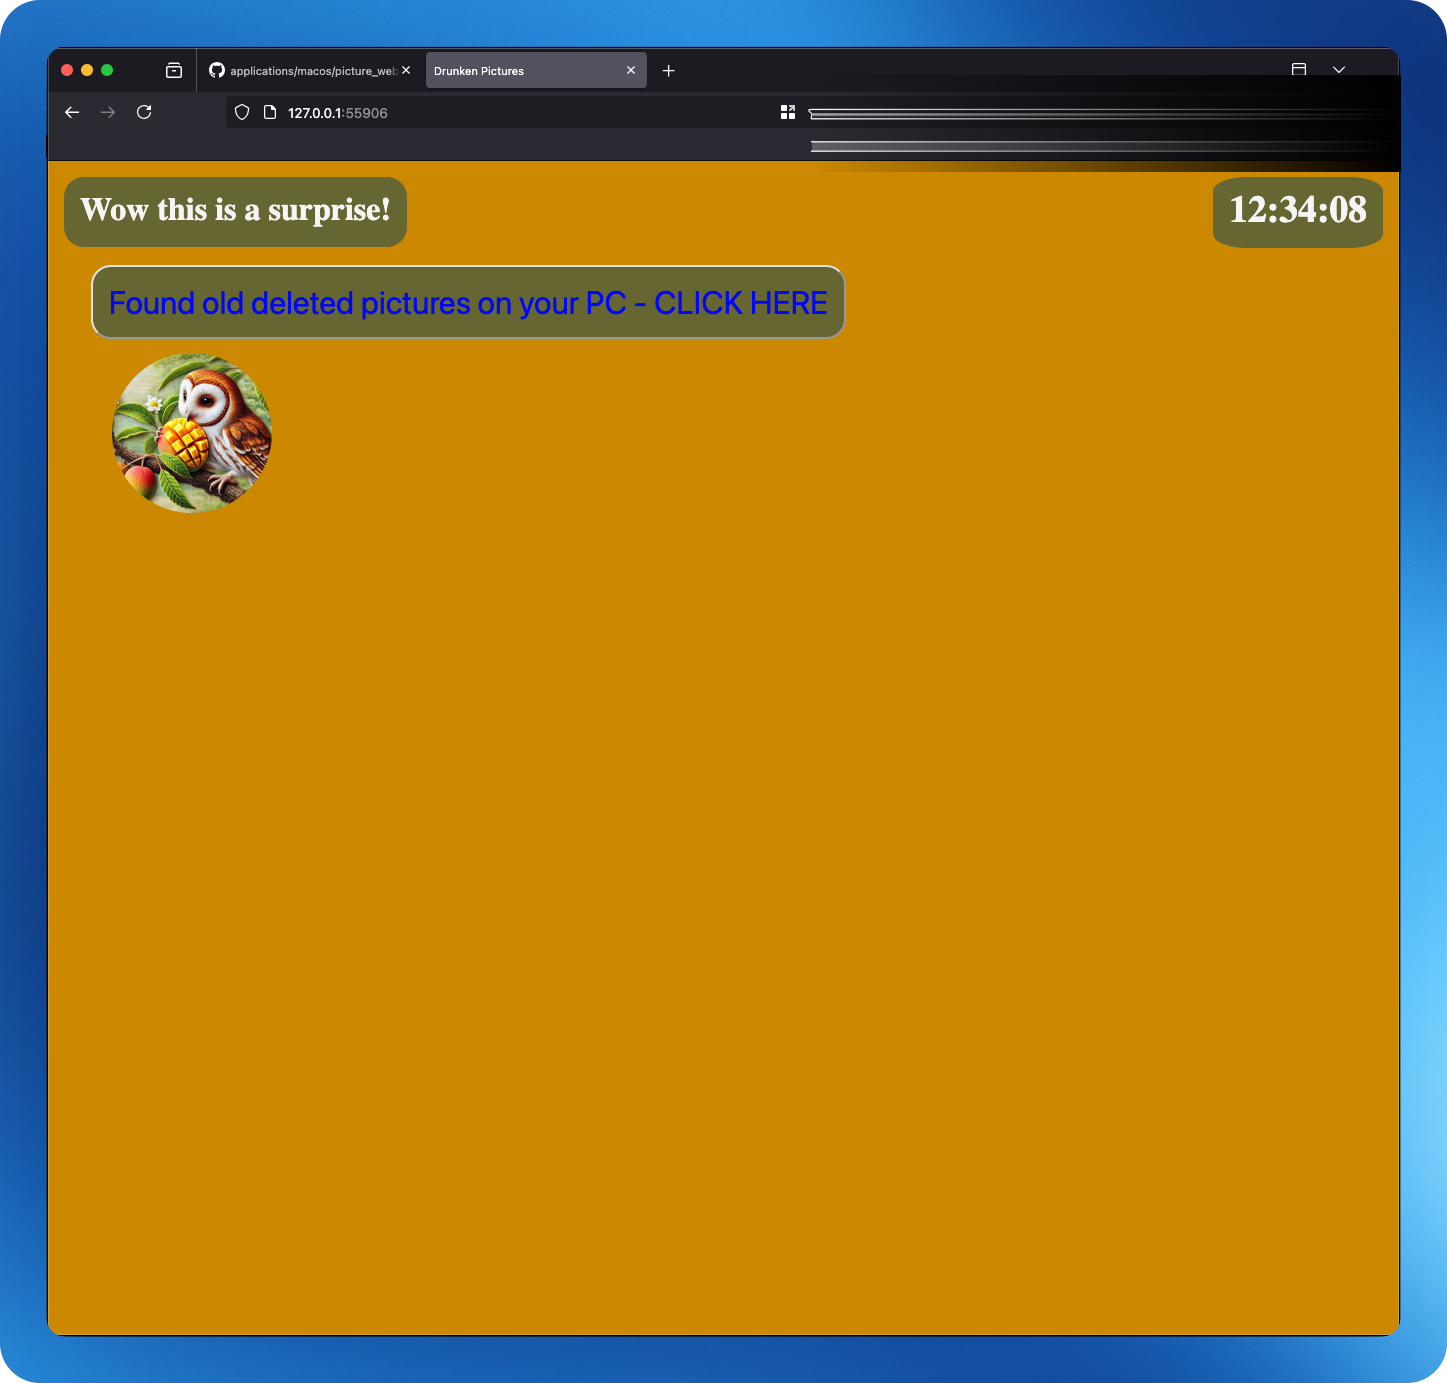 applications/macos/picture_web
Drunken Pictures
127.0.0.1:55906
Wow this is a surprise!
12:34:08
Found old deleted pictures on your PC - CLICK HERE